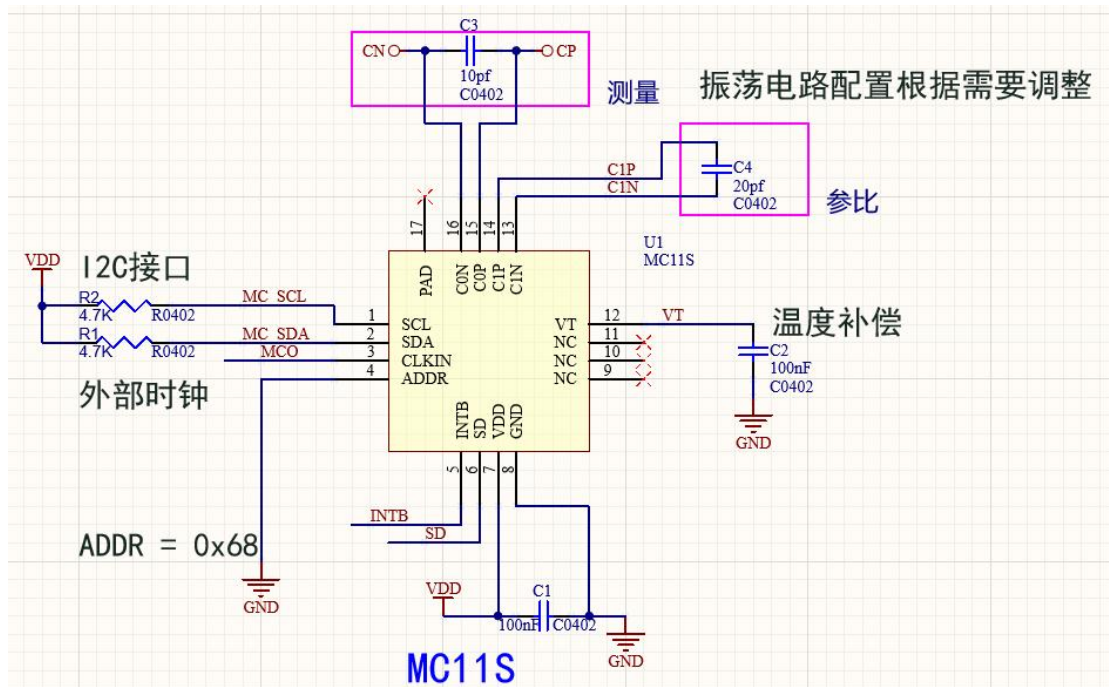 C3
CN
CP
10pf
C0402
测量
振荡电路配置根据需要调整
C1P
C1N
C4
20pf
C0402
参比
17
16
15
14
13
U1
MC11S
PAD
C0N
C0P
C1P
C1N
VDD
I2C接口
R2
4.7K
R0402
MC SCL
1
SCL
R1
4.7K
R0402
MC SDA
2
SDA
MCO
3
CLKIN
4
ADDR
外部时钟
VT
12
VT
NC
11
NC
10
NC
9
温度补偿
C2
100nF
C0402
GND
INTB
SD
VDD
GND
5
6
7
8
INTB
SD
ADDR = 0x68
GND
VDD
C1
100nF
C0402
GND
MC11S